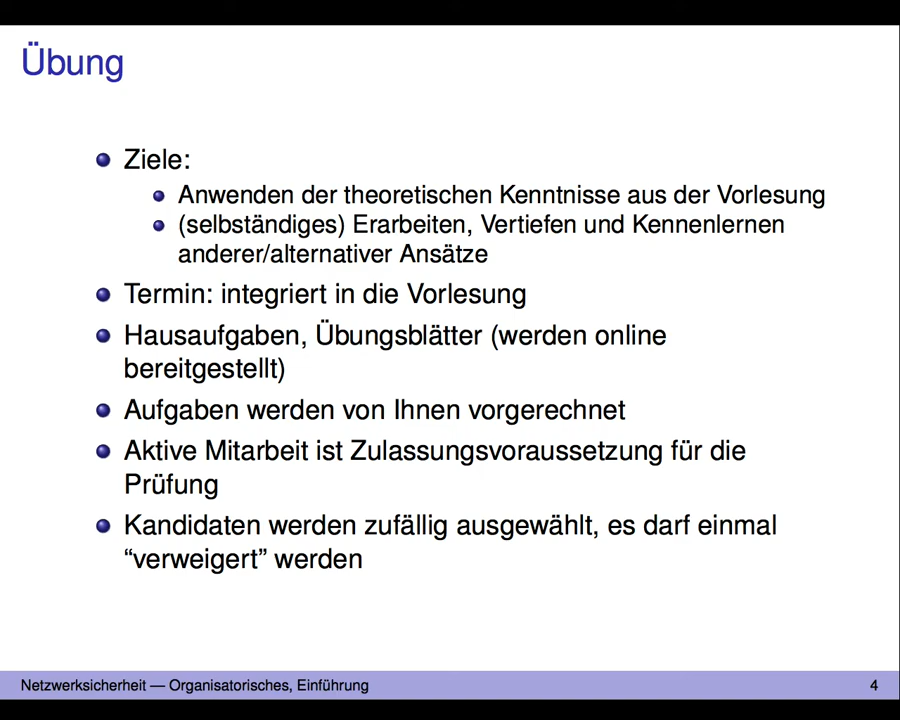 Übung
Ziele:
Anwenden der theoretischen Kenntnisse aus der Vorlesung
(selbständiges) Erarbeiten, Vertiefen und Kennenlernen
anderer/alternativer Ansätze
Termin: integriert in die Vorlesung
Hausaufgaben, Übungsblätter (werden online
bereitgestellt)
Aufgaben werden von Ihnen vorgerechnet
Aktive Mitarbeit ist Zulassungsvoraussetzung für die
Prüfung
Kandidaten werden zufällig ausgewählt, es darf einmal
“verweigert” werden
Netzwerksicherheit — Organisatorisches, Einführung 4